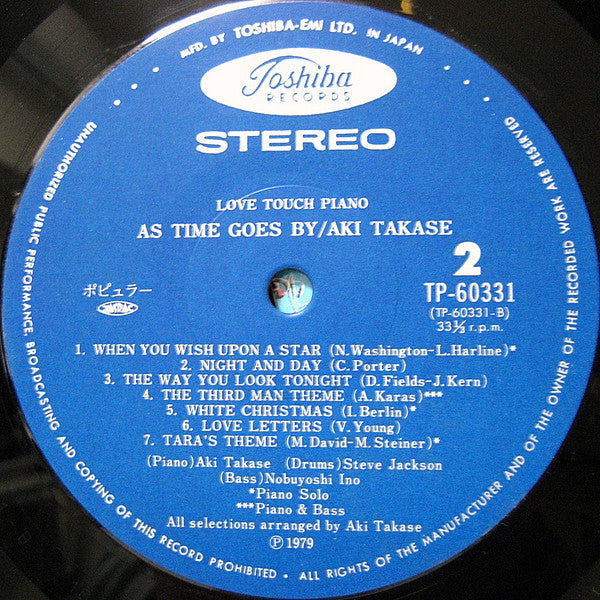 MFD. BY TOSHIBA-EMI LTD. IN JAPAN
Toshiba
RECORDS
STEREO
LOVE TOUCH PIANO
AS TIME GOES BY/AKI TAKASE
2
ポピュラー
TP-60331
(TP-60331-B)
33⅓ r.p.m.
1. WHEN YOU WISH UPON A STAR (N.Washington-L.Harline)*
2. NIGHT AND DAY (C.Porter)
3. THE WAY YOU LOOK TONIGHT (D.Fields-J.Kern)
4. THE THIRD MAN THEME (A.Karas)***
5. WHITE CHRISTMAS (I.Berlin)*
6. LOVE LETTERS (V.Young)
7. TARA'S THEME (M.David-M.Steiner)*
(Piano)Aki Takase (Drums)Steve Jackson
(Bass)Nobuyoshi Ino
*Piano Solo
***Piano & Bass
All selections arranged by Aki Takase
Ⓟ1979
UNAUTHORIZED PUBLIC PERFORMANCE, BROADCASTING AND COPYING OF THIS RECORD PROHIBITED • ALL RIGHTS OF THE MANUFACTURER AND OF THE OWNER OF THE RECORDED WORK ARE RESERVED